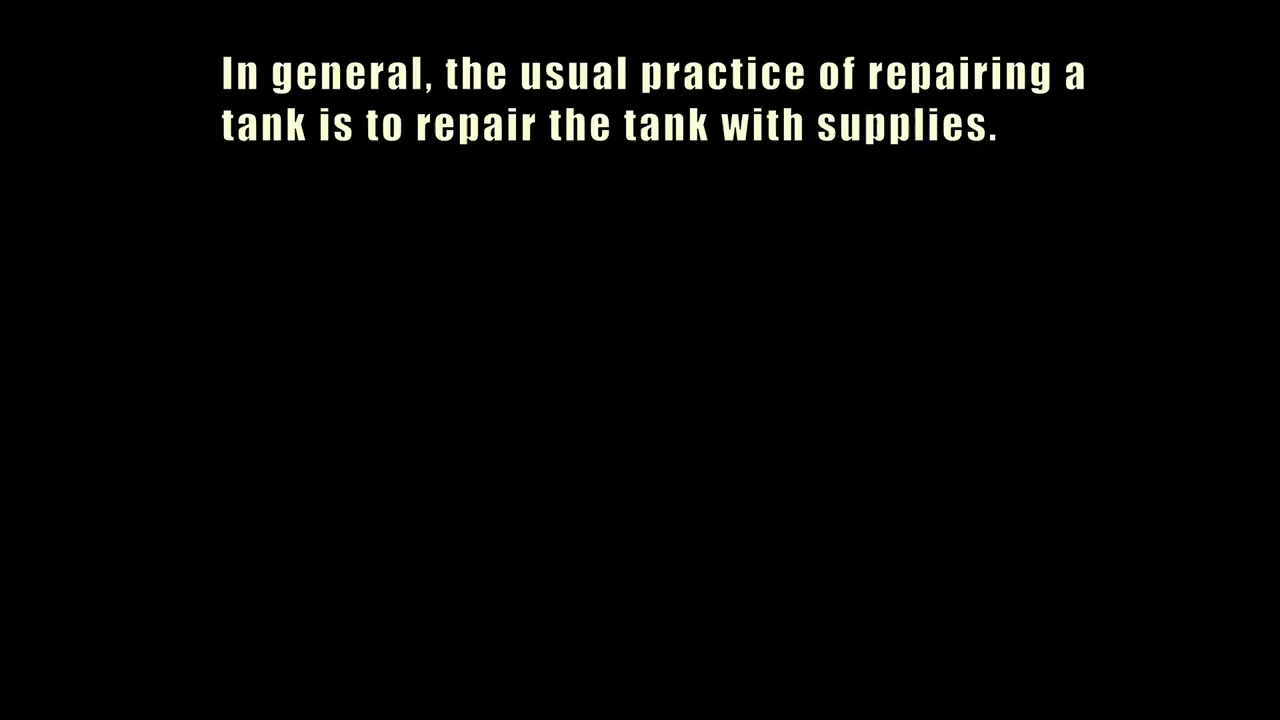 In general, the usual practice of repairing a
tank is to repair the tank with supplies.